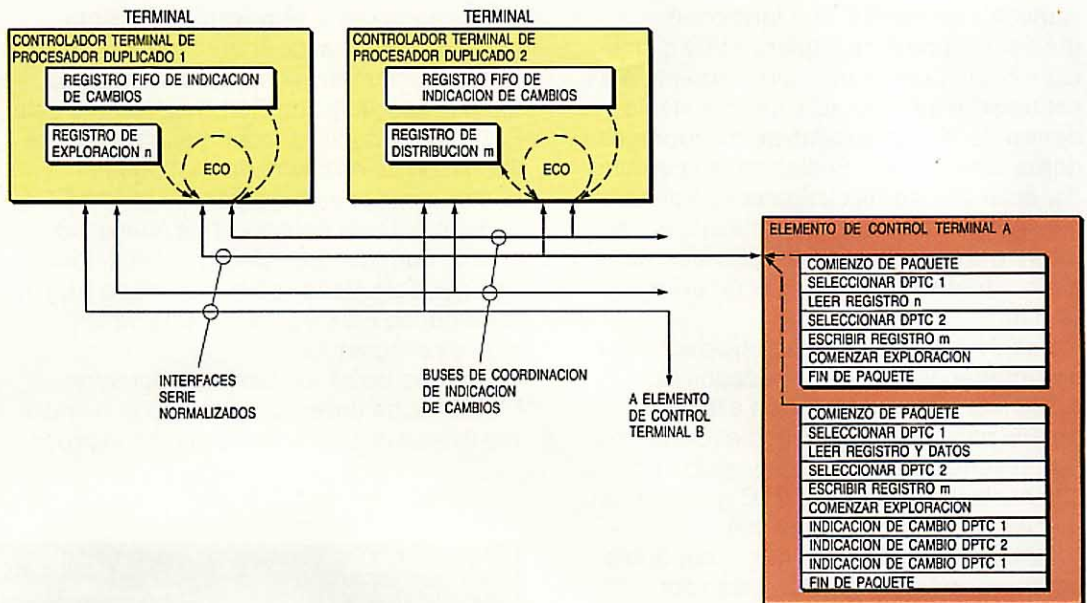 TERMINAL
CONTROLADOR TERMINAL DE
PROCESADOR DUPLICADO 1
REGISTRO FIFO DE INDICACION
DE CAMBIOS
REGISTRO DE
EXPLORACION n
ECO
TERMINAL
CONTROLADOR TERMINAL DE
PROCESADOR DUPLICADO 2
REGISTRO FIFO DE
INDICACION DE CAMBIOS
REGISTRO DE
DISTRIBUCION m
ECO
INTERFACES
SERIE
NORMALIZADOS
BUSES DE COORDINACION
DE INDICACION
DE CAMBIOS
A ELEMENTO
DE CONTROL
TERMINAL B
ELEMENTO DE CONTROL TERMINAL A
COMIENZO DE PAQUETE
SELECCIONAR DPTC 1
LEER REGISTRO n
SELECCIONAR DPTC 2
ESCRIBIR REGISTRO m
COMENZAR EXPLORACION
FIN DE PAQUETE
COMIENZO DE PAQUETE
SELECCIONAR DPTC 1
LEER REGISTRO Y DATOS
SELECCIONAR DPTC 2
ESCRIBIR REGISTRO m
COMENZAR EXPLORACION
INDICACION DE CAMBIO DPTC 1
INDICACION DE CAMBIO DPTC 2
INDICACION DE CAMBIO DPTC 1
FIN DE PAQUETE